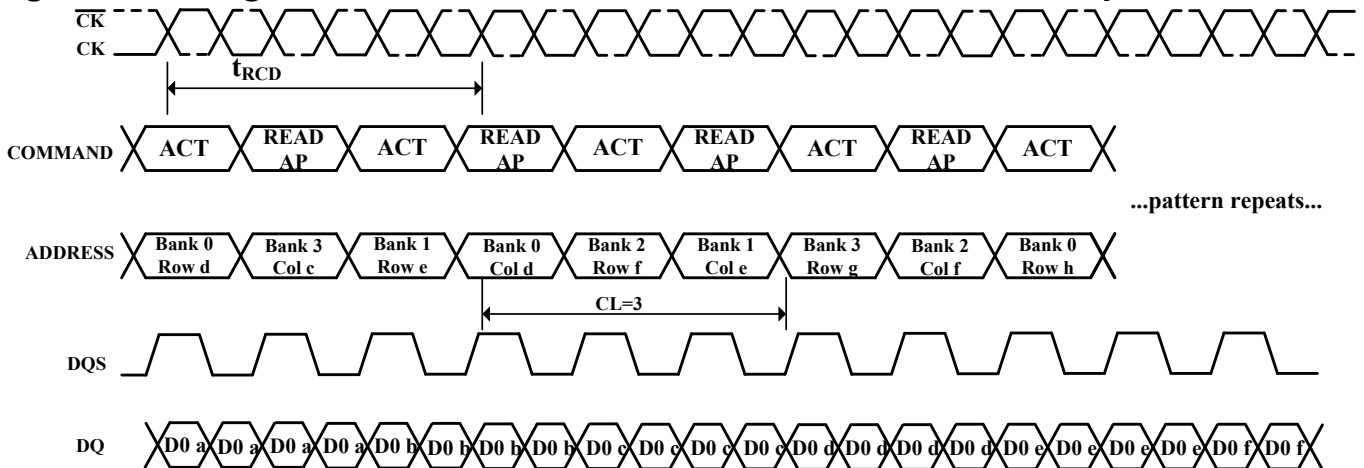 CK
CK
tRCD
COMMAND ACT READ AP ACT READ AP ACT READ AP ACT READ AP ACT
...pattern repeats...
ADDRESS Bank 0 Row d Bank 3 Col c Bank 1 Row e Bank 0 Col d Bank 2 Row f Bank 1 Col e Bank 3 Row g Bank 2 Col f Bank 0 Row h
CL=3
DQS
DQ D0 a D0 a D0 a D0 a D0 b D0 b D0 b D0 b D0 c D0 c D0 c D0 c D0 d D0 d D0 d D0 d D0 e D0 e D0 e D0 e D0 f D0 f